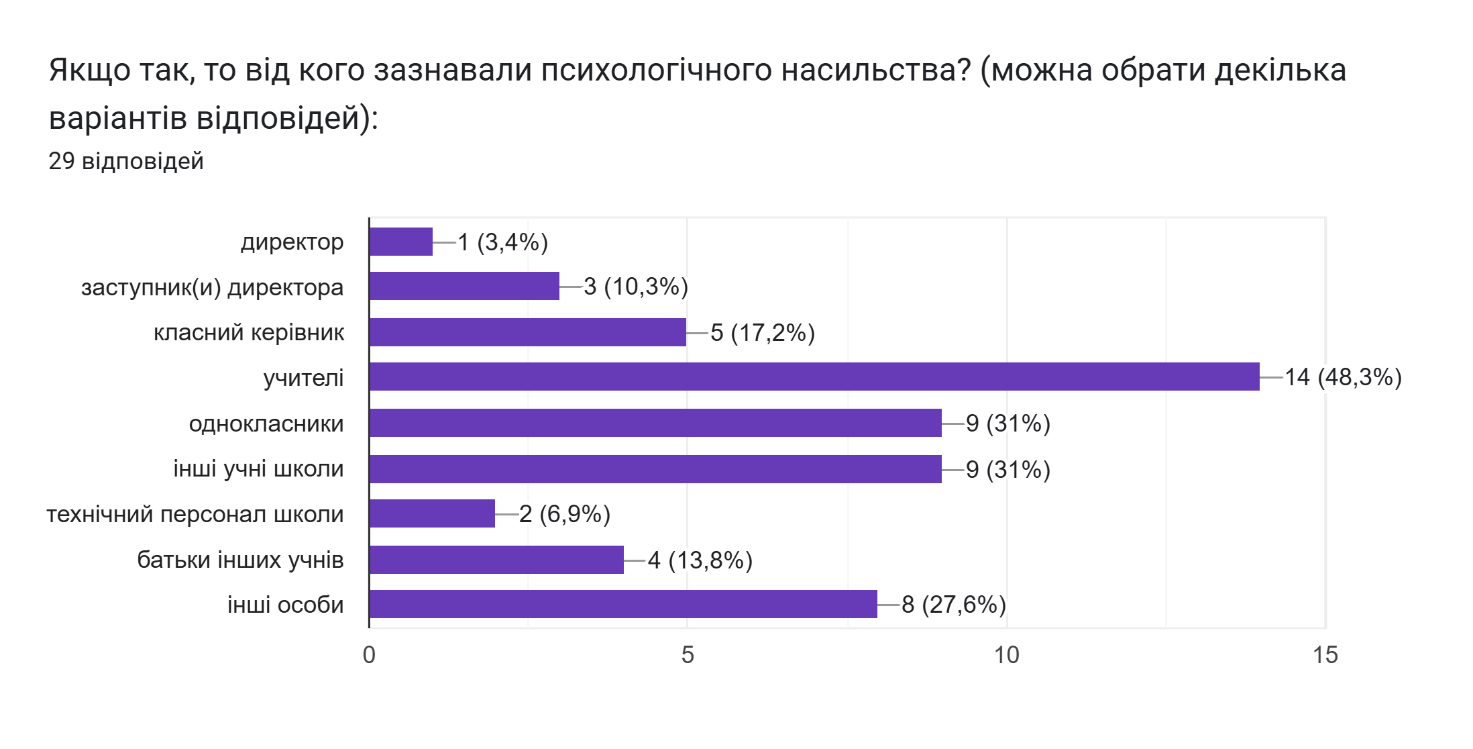 Якщо так, то від кого зазнавали психологічного насильства? (можна обрати декілька
варіантів відповідей):
29 відповідей
директор 1 (3,4%)
заступник(и) директора 3 (10,3%)
класний керівник 5 (17,2%)
учителі 14 (48,3%)
однокласники 9 (31%)
інші учні школи 9 (31%)
технічний персонал школи 2 (6,9%)
батьки інших учнів 4 (13,8%)
інші особи 8 (27,6%)
0 5 10 15